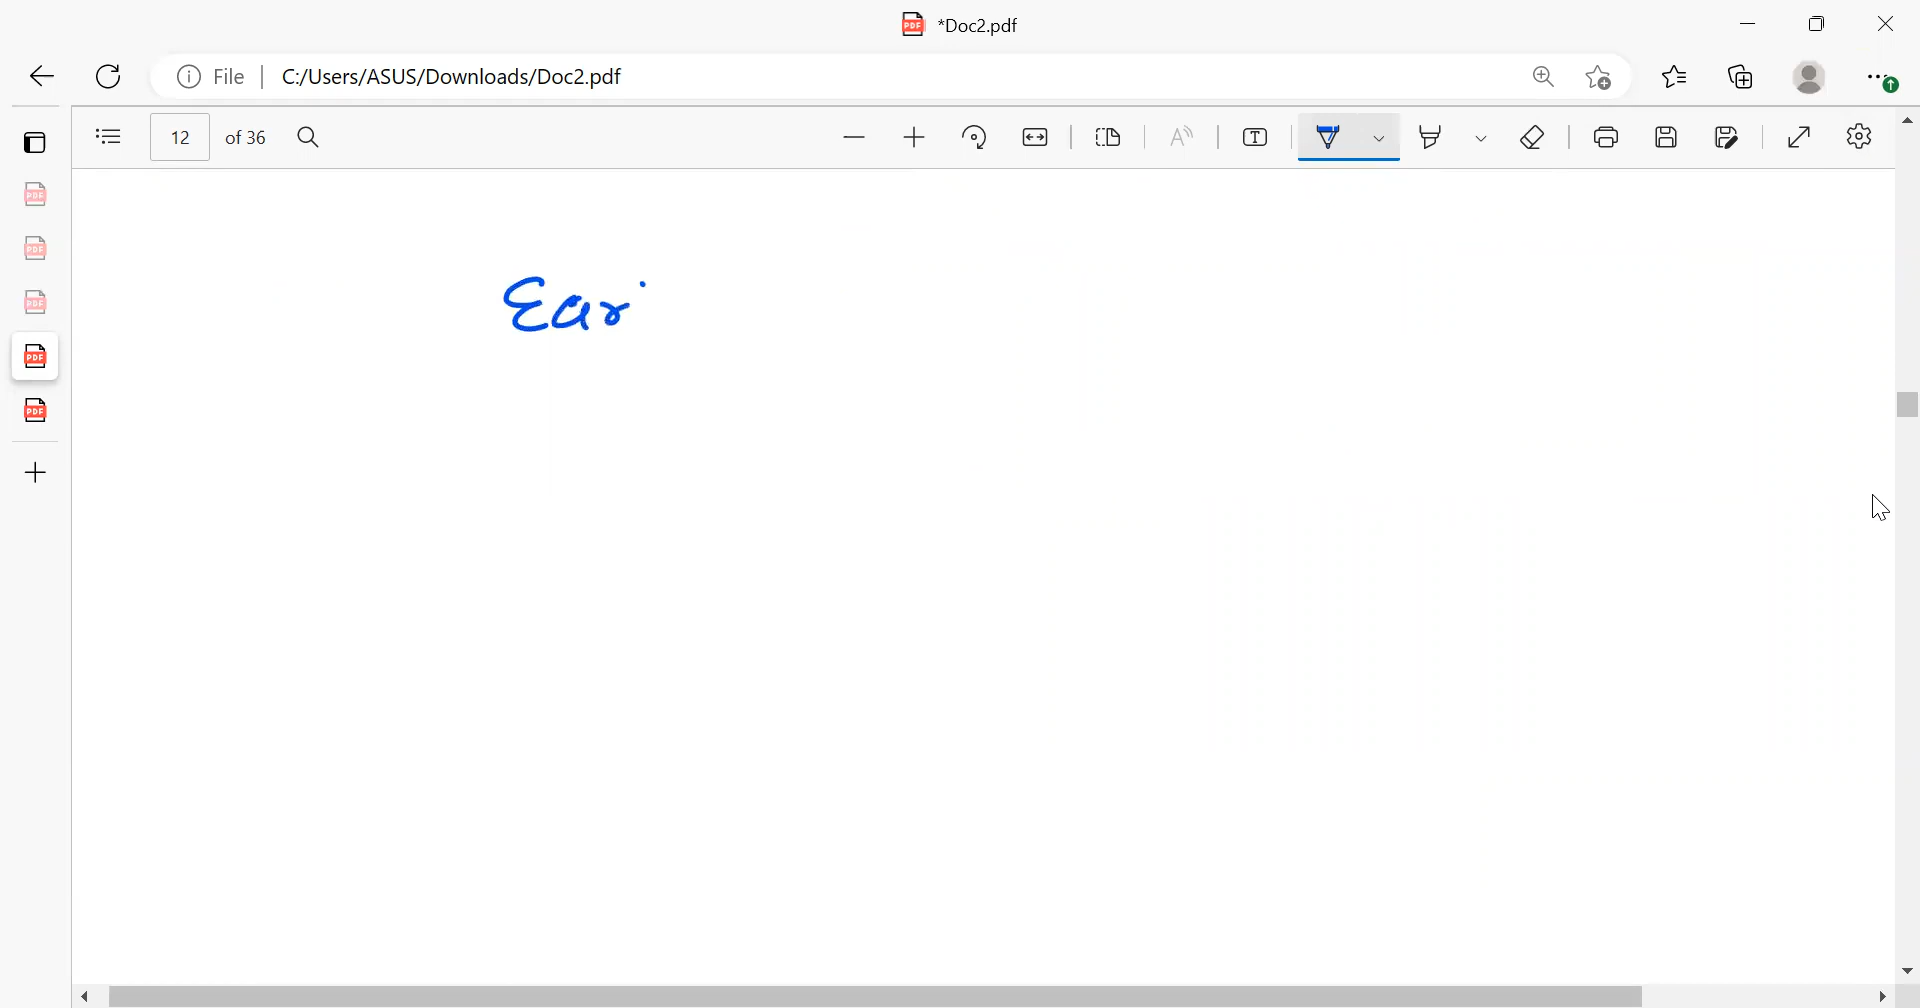 *Doc2.pdf
File | C:/Users/ASUS/Downloads/Doc2.pdf
12 of 36
Ear